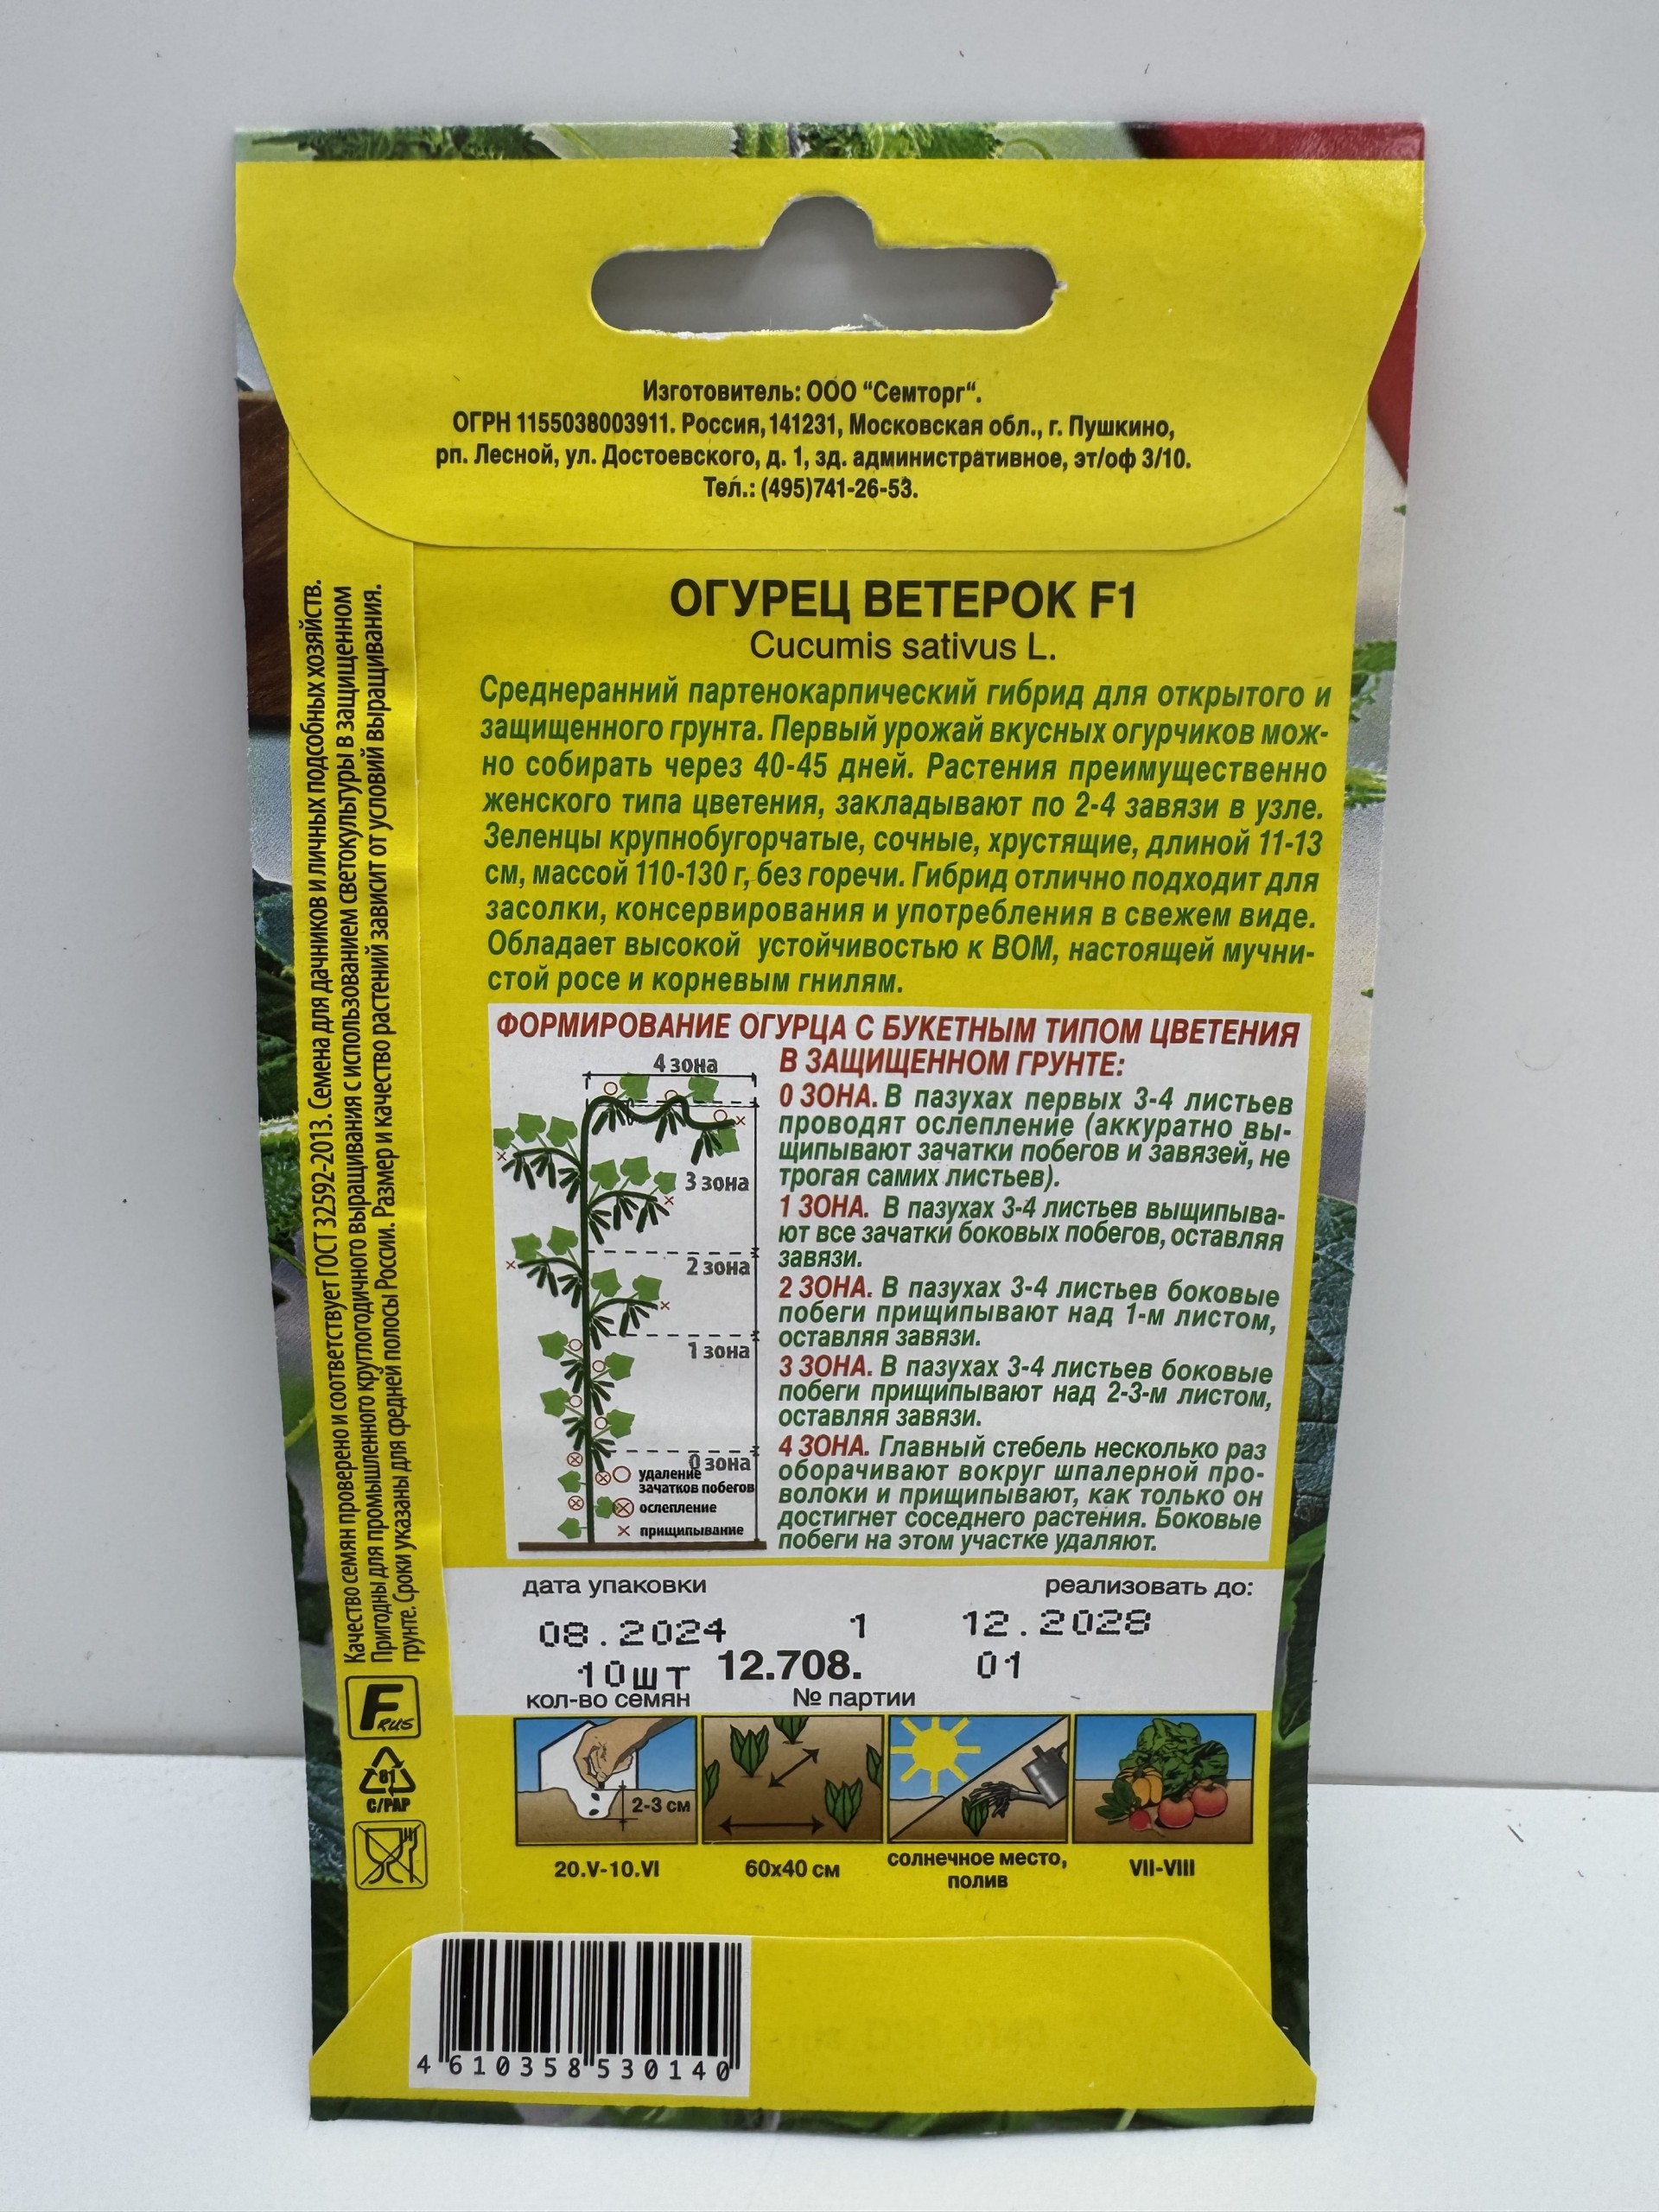 Изготовитель: ООО “Семторг“.
ОГРН 1155038003911. Россия, 141231, Московская обл., г. Пушкино,
рп. Лесной, ул. Достоевского, д. 1, зд. административное, эт/оф 3/10.
Тел.: (495)741-26-53.
ОГУРЕЦ ВЕТЕРОК F1
Cucumis sativus L.
Среднеранний партенокарпический гибрид для открытого и
защищенного грунта. Первый урожай вкусных огурчиков мож-
но собирать через 40-45 дней. Растения преимущественно
женского типа цветения, закладывают по 2-4 завязи в узле.
Зеленцы крупнобугорчатые, сочные, хрустящие, длиной 11-13
см, массой 110-130 г, без горечи. Гибрид отлично подходит для
засолки, консервирования и употребления в свежем виде.
Обладает высокой устойчивостью к ВОМ, настоящей мучни-
стой росе и корневым гнилям.
ФОРМИРОВАНИЕ ОГУРЦА С БУКЕТНЫМ ТИПОМ ЦВЕТЕНИЯ
В ЗАЩИЩЕННОМ ГРУНТЕ:
0 ЗОНА. В пазухах первых 3-4 листьев
проводят ослепление (аккуратно вы-
щипывают зачатки побегов и завязей, не
трогая самих листьев).
1 ЗОНА. В пазухах 3-4 листьев выщипыва-
ют все зачатки боковых побегов, оставляя
завязи.
2 ЗОНА. В пазухах 3-4 листьев боковые
побеги прищипывают над 1-м листом,
оставляя завязи.
3 ЗОНА. В пазухах 3-4 листьев боковые
побеги прищипывают над 2-3-м листом,
оставляя завязи.
4 ЗОНА. Главный стебель несколько раз
оборачивают вокруг шпалерной про-
волоки и прищипывают, как только он
достигнет соседнего растения. Боковые
побеги на этом участке удаляют.
4 зона
3 зона
2 зона
1 зона
0 зона
удаление
зачатков побегов
ослепление
прищипывание
дата упаковки реализовать до:
08.2024 1 12.2028
10шт 12.708. 01
кол-во семян № партии
2-3 см
20.V-10.VI
60х40 см
солнечное место,
полив
VII-VIII
Качество семян проверено и соответствует ГОСТ 32592-2013. Семена для дачников и личных подсобных хозяйств.
Пригодны для промышленного круглогодичного выращивания с использованием светокультуры в защищенном
грунте. Сроки указаны для средней полосы России. Размер и качество растений зависит от условий выращивания.
F RUS
81
C/PAP
4 610358 530140